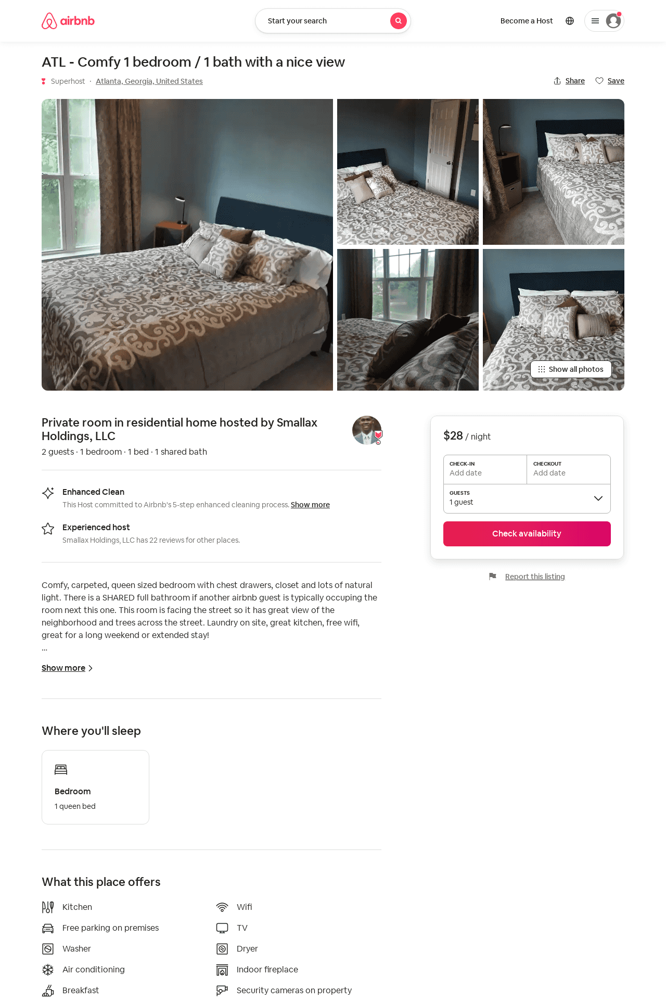 airbnb
Start your search
Become a Host
ATL - Comfy 1 bedroom / 1 bath with a nice view
Superhost · Atlanta, Georgia, United States
Share
Save
Show all photos
Private room in residential home hosted by Smallax
Holdings, LLC
2 guests · 1 bedroom · 1 bed · 1 shared bath
Enhanced Clean
This Host committed to Airbnb's 5-step enhanced cleaning process. Show more
Experienced host
Smallax Holdings, LLC has 22 reviews for other places.
Comfy, carpeted, queen sized bedroom with chest drawers, closet and lots of natural
light. There is a SHARED full bathroom if another airbnb guest is typically occuping the
room next this one. This room is facing the street so it has great view of the
neighborhood and trees across the street. Laundry on site, great kitchen, free wifi,
great for a long weekend or extended stay!
...
Show more
$28 / night
CHECK-IN
Add date
CHECKOUT
Add date
GUESTS
1 guest
Check availability
Report this listing
Where you'll sleep
Bedroom
1 queen bed
What this place offers
Kitchen
Wifi
Free parking on premises
TV
Washer
Dryer
Air conditioning
Indoor fireplace
Breakfast
Security cameras on property